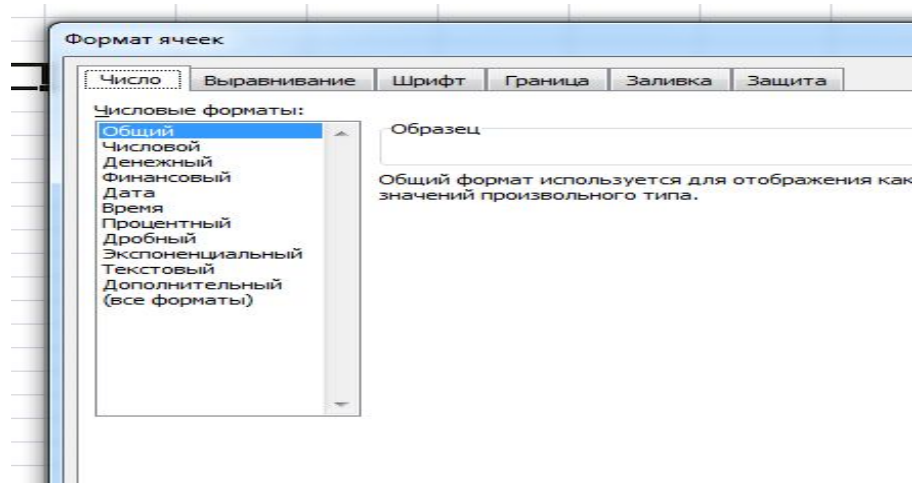 Формат ячеек
Число Выравнивание Шрифт Граница Заливка Защита
Числовые форматы:
Общий
Числовой
Денежный
Финансовый
Дата
Время
Процентный
Дробный
Экспоненциальный
Текстовый
Дополнительный
(все форматы)
Образец
Общий формат используется для отображения как
значений произвольного типа.